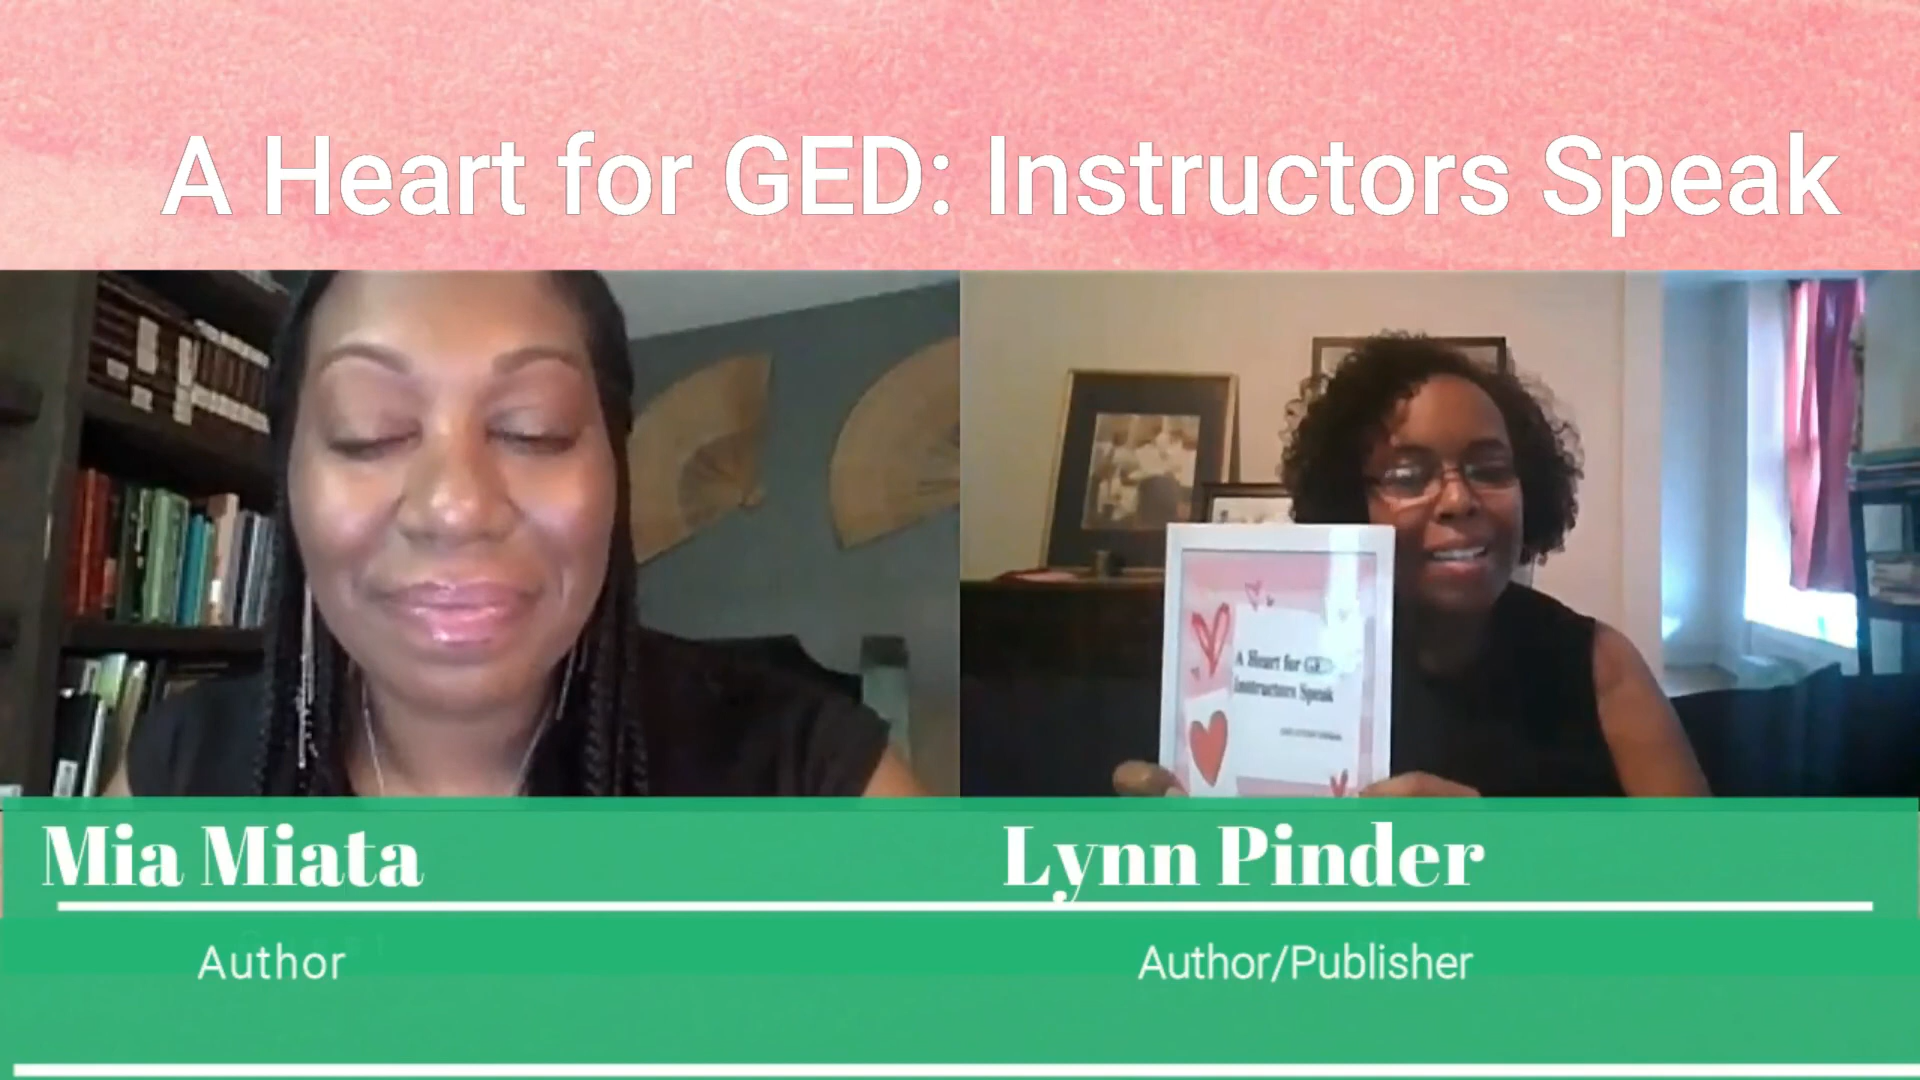 A Heart for GED: Instructors Speak
A Heart for GED:
Instructors Speak
Mia Miata
Lynn Pinder
Author
Author/Publisher